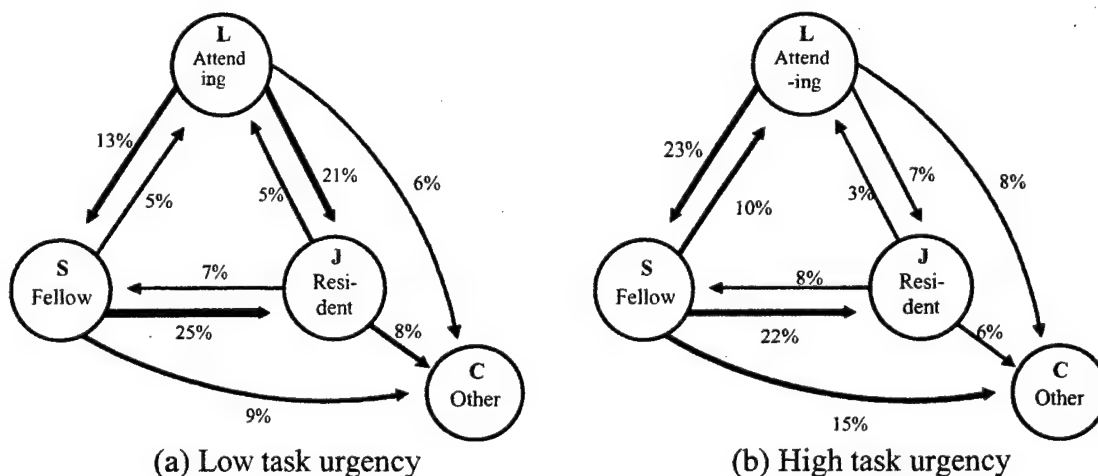 L
Attend
ing
13%
5%
5%
21%
6%
S
Fellow
7%
25%
J
Resi-
dent
8%
9%
C
Other
(a) Low task urgency
L
Attend
-ing
23%
10%
3%
7%
8%
S
Fellow
8%
22%
J
Resi-
dent
6%
15%
C
Other
(b) High task urgency